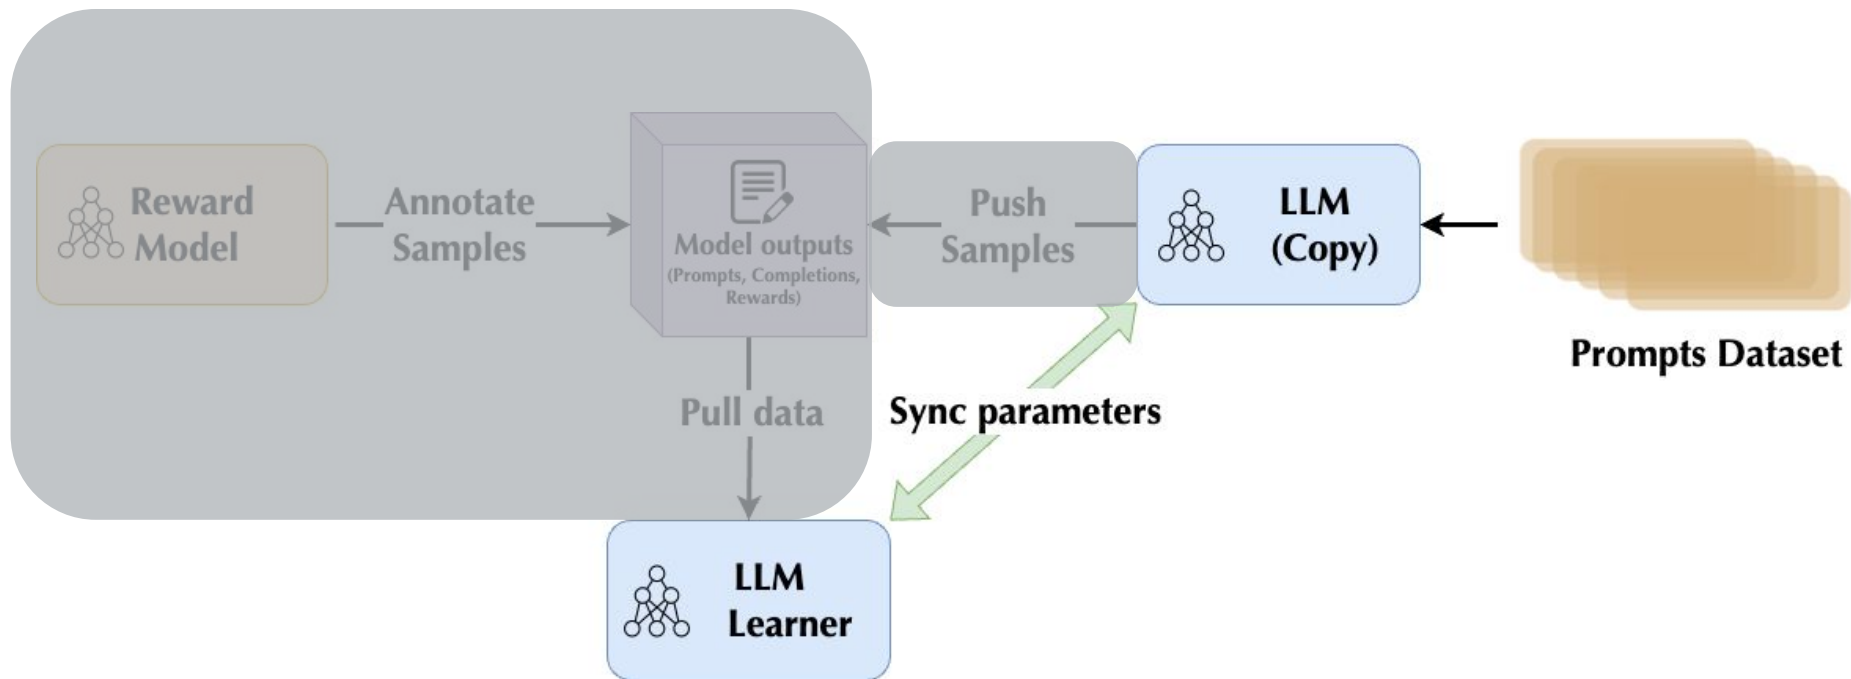 Reward
Model
Annotate
Samples
Model outputs
(Prompts, Completions,
Rewards)
Push
Samples
LLM
(Copy)
Prompts Dataset
Pull data
Sync parameters
LLM
Learner